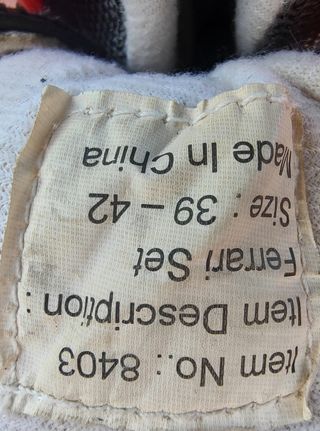 Item No.: 8403
Item Description :
Ferrari Set
Size : 39 – 42
Made In China